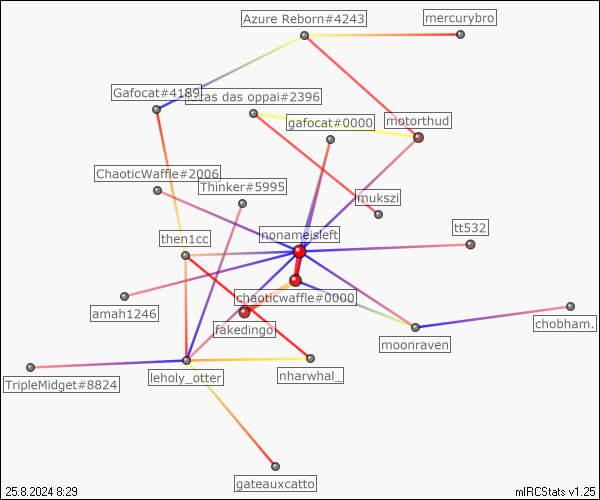 Azure Reborn#4243
mercurybro
Gafocat#4189
lucas das oppai#2396
gafocat#0000
motorthud
ChaoticWaffle#2006
Thinker#5995
mukszi
tt532
then1cc
nonameisleft
chaoticwaffle#0000
amah1246
fakedingo
chobham.
moonraven
leholy_otter
nharwhal_
TripleMidget#8824
gateauxcatto
25.8.2024 8:29
mIRCStats v1.25